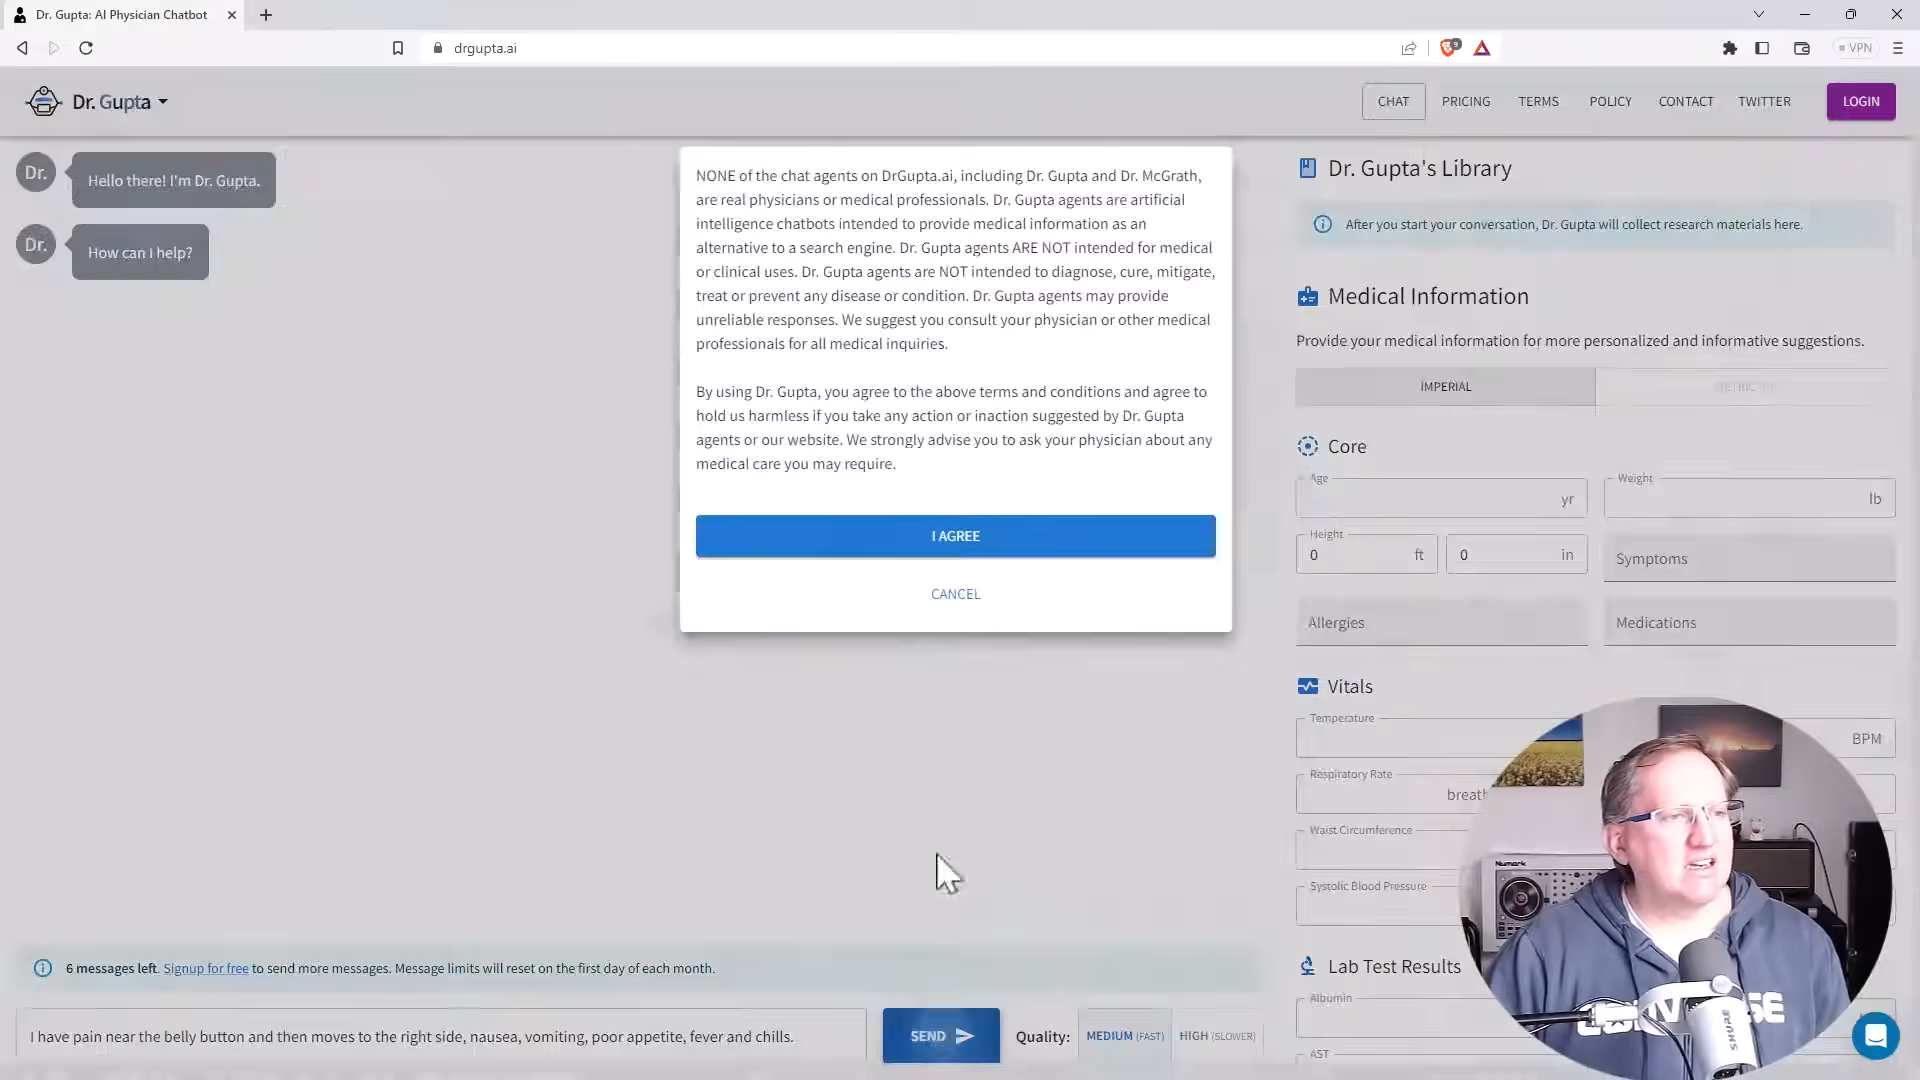 Dr. Gupta: AI Physician Chatbot
drgupta.ai
VPN
Dr. Gupta
CHAT
PRICING
TERMS
POLICY
CONTACT
TWITTER
LOGIN
Dr.
Hello there! I'm Dr. Gupta.
Dr.
How can I help?
NONE of the chat agents on DrGupta.ai, including Dr. Gupta and Dr. McGrath,
are real physicians or medical professionals. Dr. Gupta agents are artificial
intelligence chatbots intended to provide medical information as an
alternative to a search engine. Dr. Gupta agents ARE NOT intended for medical
or clinical uses. Dr. Gupta agents are NOT intended to diagnose, cure, mitigate,
treat or prevent any disease or condition. Dr. Gupta agents may provide
unreliable responses. We suggest you consult your physician or other medical
professionals for all medical inquiries.
By using Dr. Gupta, you agree to the above terms and conditions and agree to
hold us harmless if you take any action or inaction suggested by Dr. Gupta
agents or our website. We strongly advise you to ask your physician about any
medical care you may require.
I AGREE
CANCEL
Dr. Gupta's Library
After you start your conversation, Dr. Gupta will collect research materials here.
Medical Information
Provide your medical information for more personalized and informative suggestions.
IMPERIAL
METRIC
Core
Age
yr
Weight
lb
Height
0 ft
0 in
Symptoms
Allergies
Medications
Vitals
Temperature
BPM
Respiratory Rate
Waist Circumference
Systolic Blood Pressure
Lab Test Results
Albumin
AST
Numark
SHURE
6 messages left. Signup for free to send more messages. Message limits will reset on the first day of each month.
I have pain near the belly button and then moves to the right side, nausea, vomiting, poor appetite, fever and chills.
SEND
Quality:
MEDIUM (FAST)
HIGH (SLOWER)